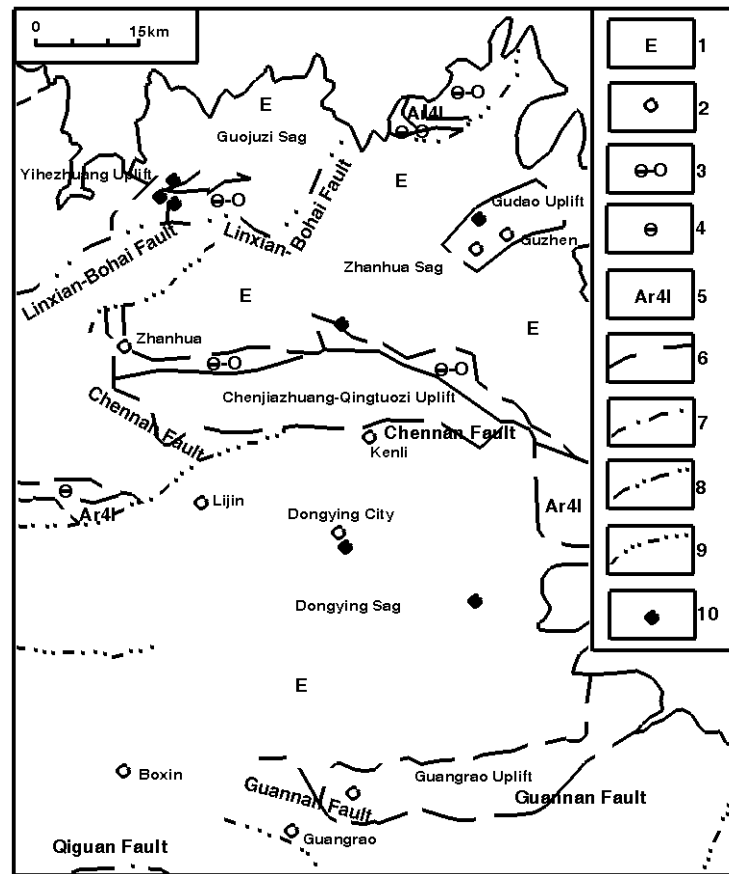 0 15km
E 1
2
Ar4l
⊖-O
E
⊖-O 3
Guojuzi Sag
Yihezhuang Uplift
E
⊖-O
Gudao Uplift
⊖ 4
Guzhen
Linxian-Bohai Fault
Linxian-
Bohai Fault
Zhanhua Sag
Ar4l 5
E
E
Zhanhua
6
⊖-O
⊖-O
Chenjiazhuang-Qingtuozi Uplift
Chennan Fault
7
Chennan Fault
Kenli
8
⊖
Ar4l
Lijin
Ar4l
Dongying City
9
Dongying Sag
10
E
Boxin
Guangrao Uplift
Guannan Fault
Guannan Fault
Guangrao
Qiguan Fault